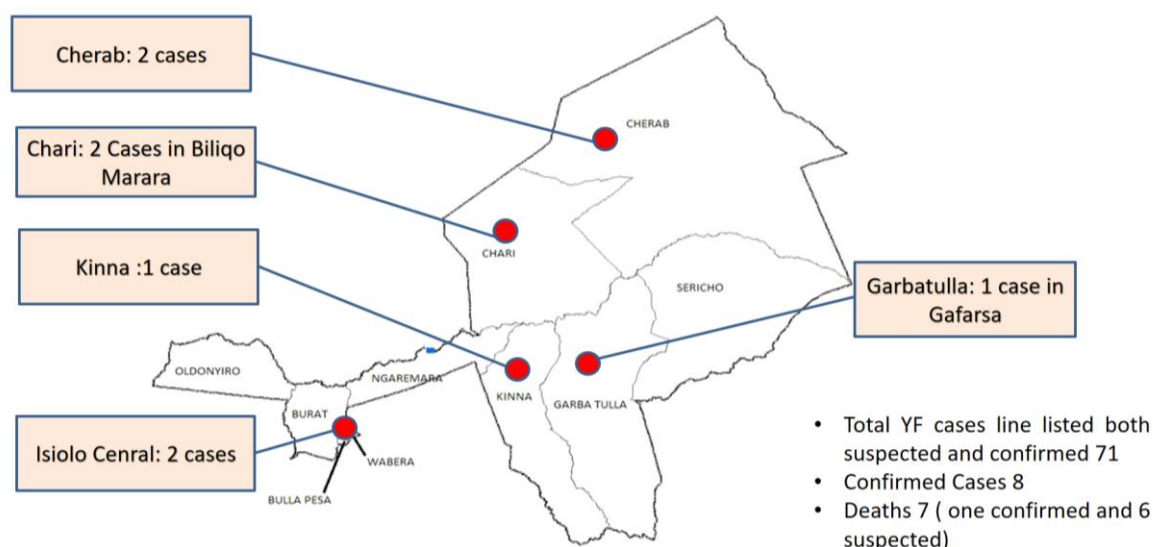 Cherab: 2 cases
CHERAB
Chari: 2 Cases in Biliqo
Marara
CHARI
Kinna :1 case
SERICHO
Garbatulla: 1 case in
Gafarsa
OLDONYIRO
NGAREMARA
KINNA
GARBA TULLA
BURAT
Isiolo Cenral: 2 cases
WABERA
BULLA PESA
• Total YF cases line listed both
suspected and confirmed 71
• Confirmed Cases 8
• Deaths 7 ( one confirmed and 6
suspected)